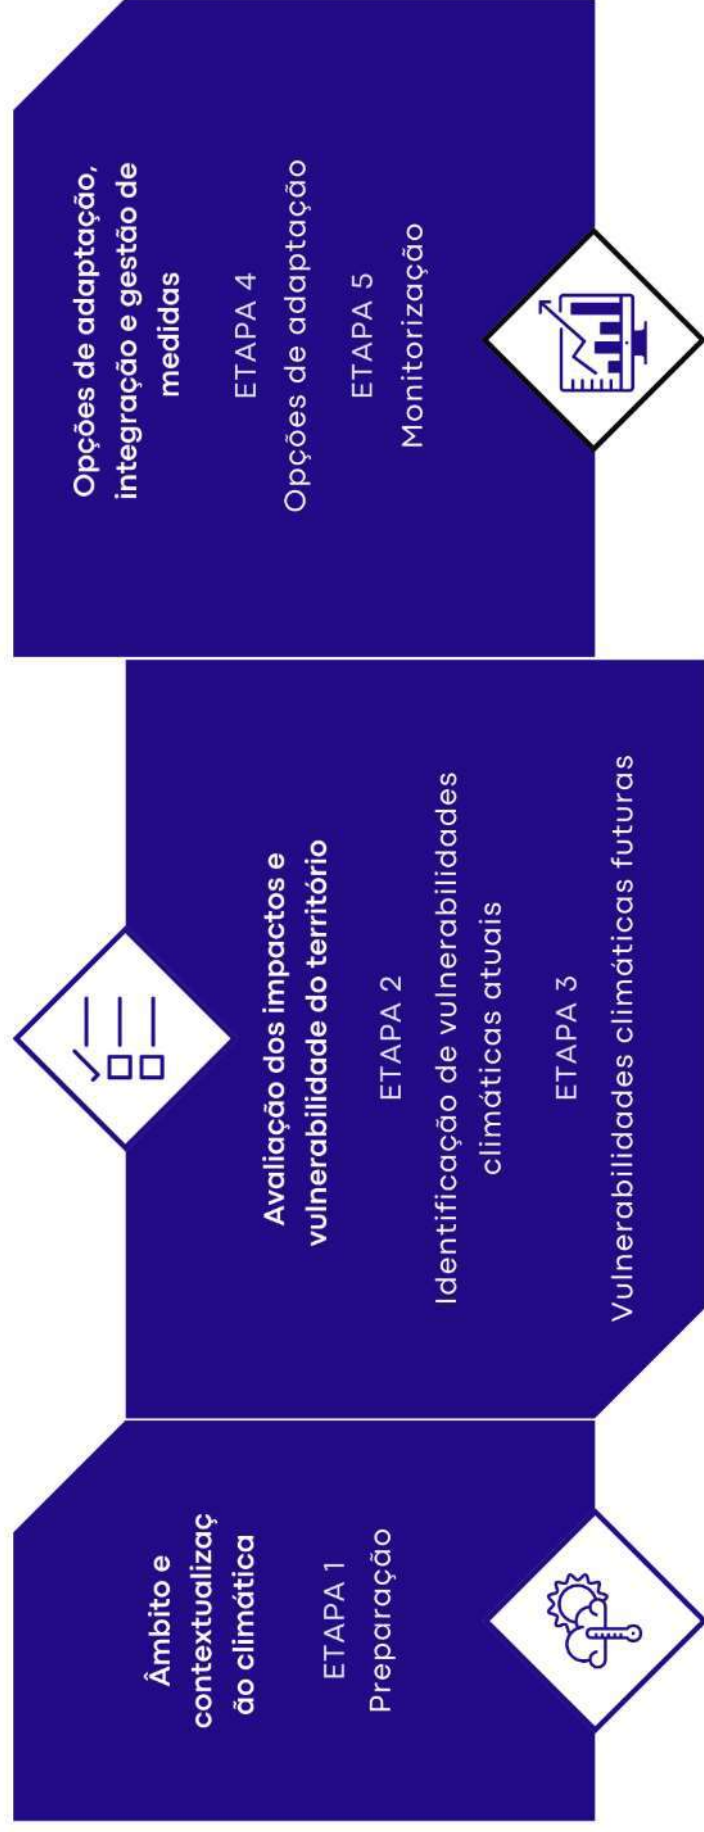 Âmbito e
contextualizaç
ão climática
ETAPA 1
Preparação
Avaliação dos impactos e
vulnerabilidade do território
ETAPA 2
Identificação de vulnerabilidades
climáticas atuais
ETAPA 3
Vulnerabilidades climáticas futuras
Opções de adaptação,
integração e gestão de
medidas
ETAPA 4
Opções de adaptação
ETAPA 5
Monitorização